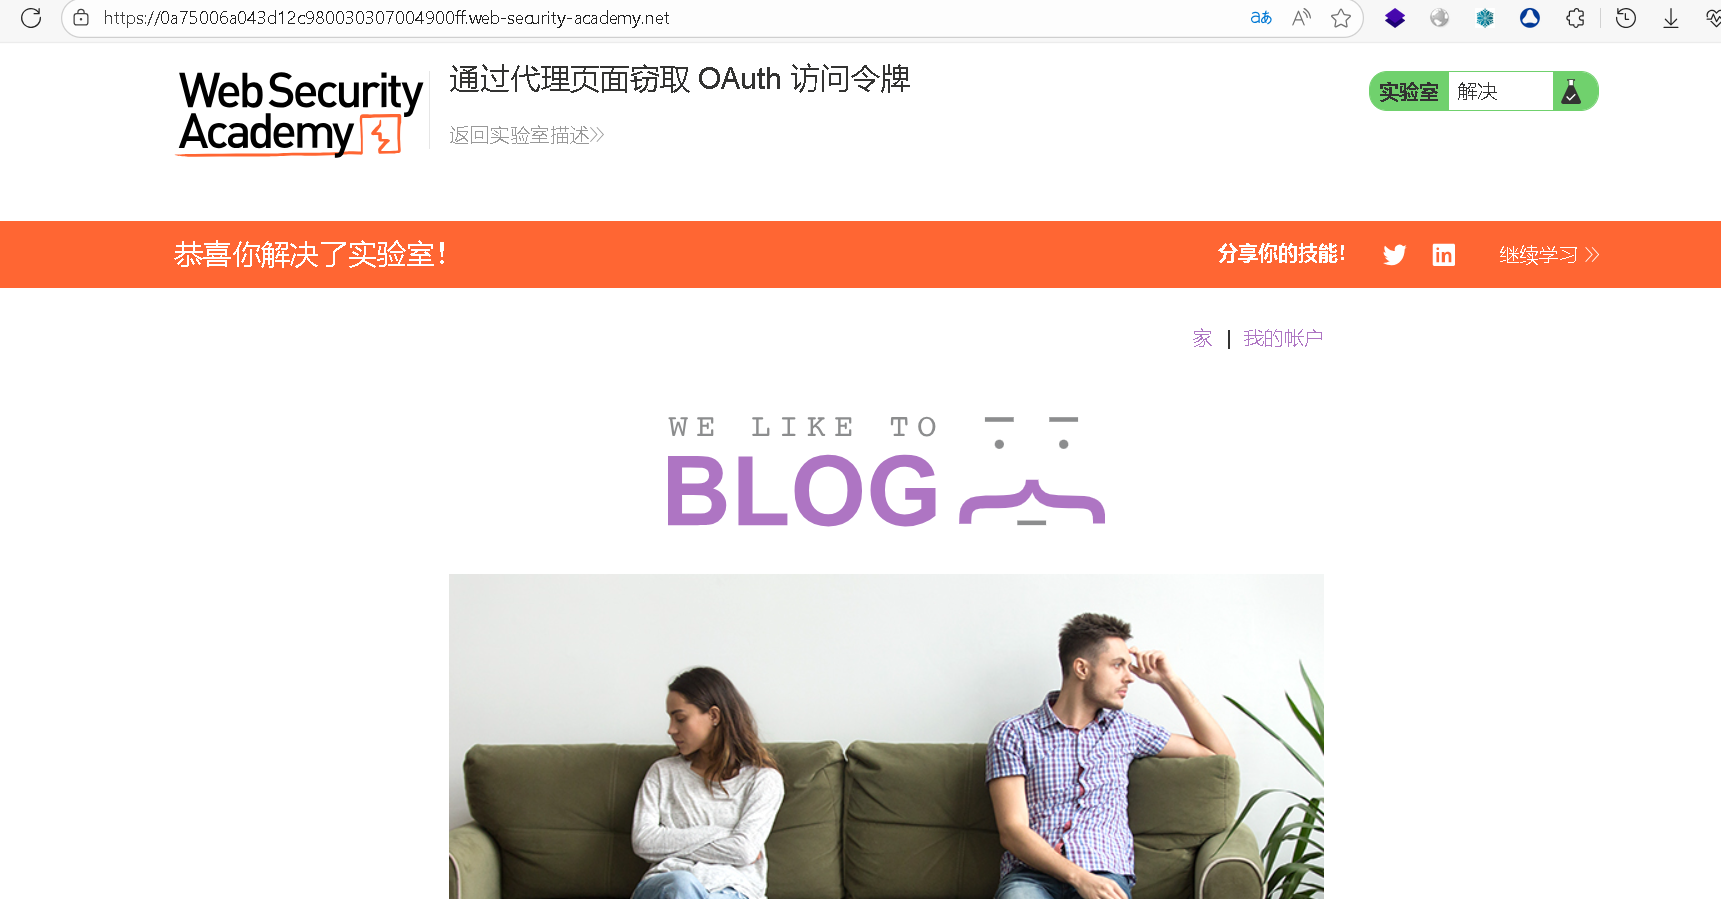 https://0a75006a043d12c980030307004900ff.web-security-academy.net
Web Security
Academy
通过代理页面窃取 OAuth 访问令牌
返回实验室描述
实验室 解决
恭喜你解决了实验室！
分享你的技能！
继续学习
家 | 我的帐户
WE LIKE TO
BLOG